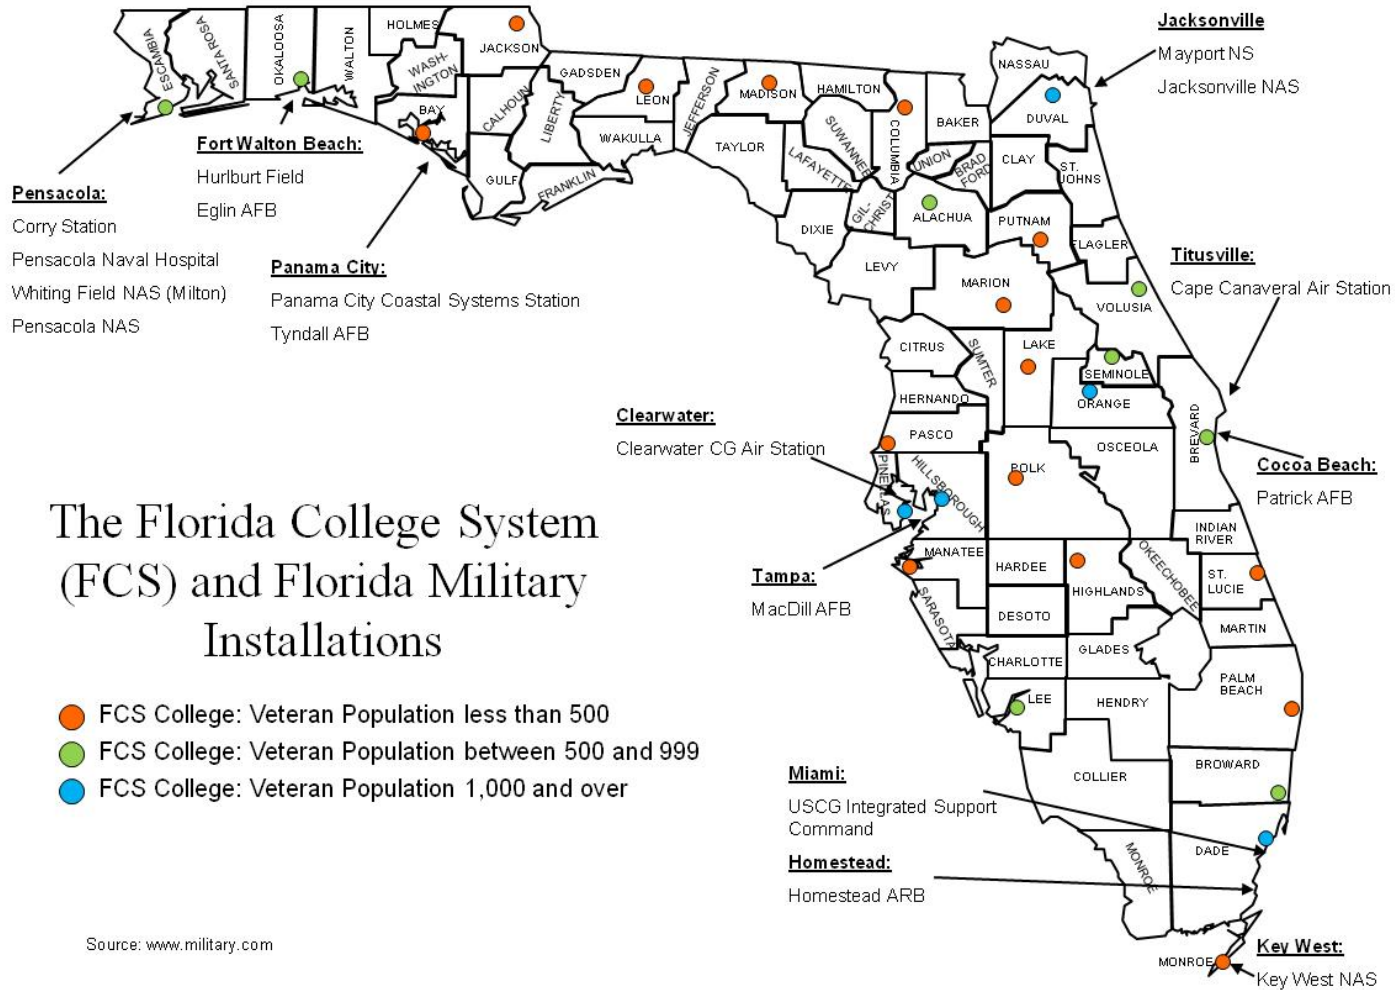 Jacksonville
Mayport NS
Jacksonville NAS
HOLMES
JACKSON
ESCAMBIA
SANTA ROSA
OKALOOSA
WALTON
WASH-
INGTON
BAY
CALHOUN
GULF
LIBERTY
GADSDEN
LEON
WAKULLA
FRANKLIN
JEFFERSON
MADISON
TAYLOR
HAMILTON
SUWANNEE
LAFAYETTE
COLUMBIA
BAKER
NASSAU
DUVAL
UNION
BRAD
FORD
CLAY
ST.
JOHNS
DIXIE
GIL-
CHRIST
ALACHUA
PUTNAM
FLAGLER
LEVY
MARION
VOLUSIA
Fort Walton Beach:
Hurlburt Field
Eglin AFB
Pensacola:
Corry Station
Pensacola Naval Hospital
Whiting Field NAS (Milton)
Pensacola NAS
Panama City:
Panama City Coastal Systems Station
Tyndall AFB
Titusville:
Cape Canaveral Air Station
CITRUS
SUMTER
LAKE
SEMINOLE
ORANGE
HERNANDO
PASCO
BREVARD
OSCEOLA
POLK
PINELLAS
HILLSBOROUGH
Clearwater:
Clearwater CG Air Station
Cocoa Beach:
Patrick AFB
INDIAN
RIVER
MANATEE
HARDEE
HIGHLANDS
OKEECHOBEE
ST.
LUCIE
Tampa:
MacDill AFB
SARASOTA
DESOTO
MARTIN
CHARLOTTE
GLADES
PALM
BEACH
LEE
HENDRY
The Florida College System
(FCS) and Florida Military
Installations
FCS College: Veteran Population less than 500
FCS College: Veteran Population between 500 and 999
FCS College: Veteran Population 1,000 and over
COLLIER
BROWARD
Miami:
USCG Integrated Support
Command
Homestead:
Homestead ARB
MONROE
DADE
Source: www.military.com
MONROE
Key West:
Key West NAS